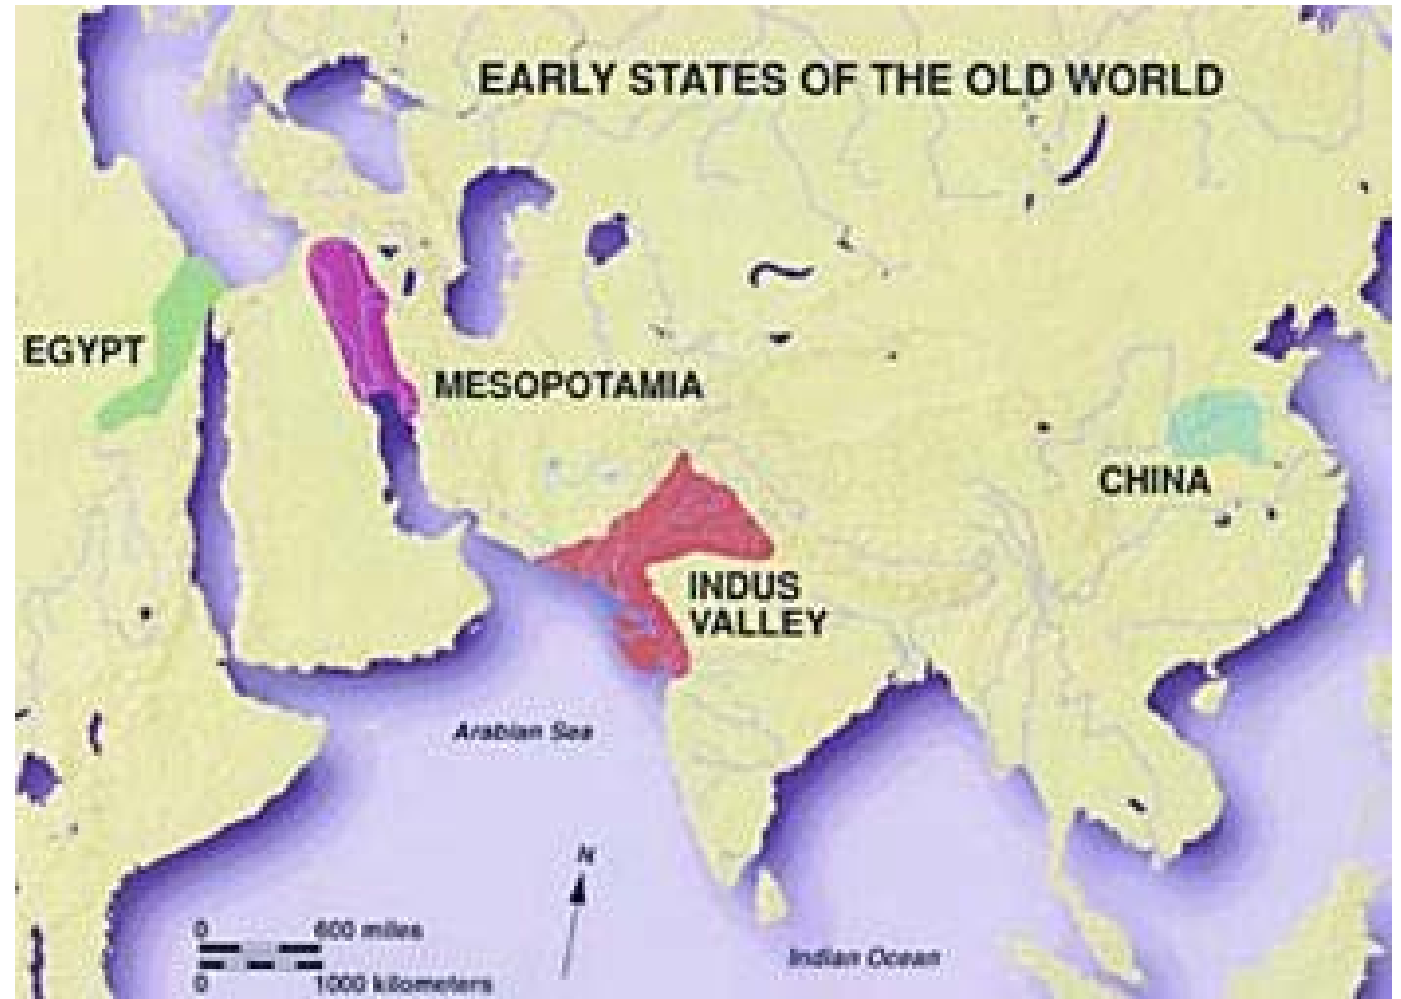 EARLY STATES OF THE OLD WORLD
EGYPT
MESOPOTAMIA
CHINA
INDUS
VALLEY
Arabian Sea
N
0 600 miles
0 1000 kilometers
Indian Ocean